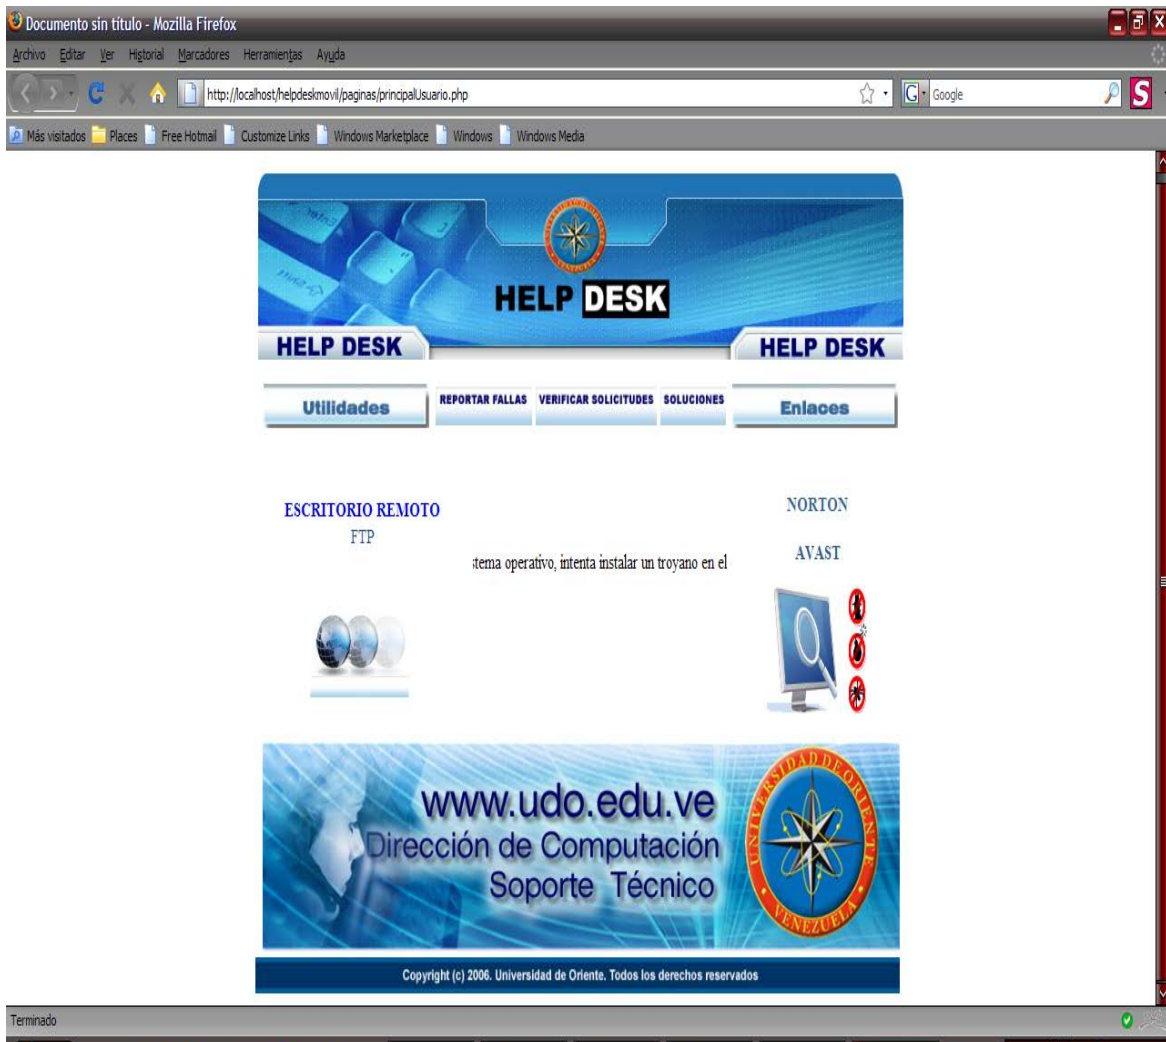 Documento sin título - Mozilla Firefox
Archivo Editar Ver Historial Marcadores Herramientas Ayuda
http://localhost/helpdeskmovil/paginas/principalUsuario.php
Google
Más visitados Places Free Hotmail Customize Links Windows Marketplace Windows Windows Media
UNIVERSIDAD DE ORIENTE
VENEZUELA
HELP DESK
HELP DESK
HELP DESK
Utilidades
REPORTAR FALLAS VERIFICAR SOLICITUDES SOLUCIONES
Enlaces
ESCRITORIO REMOTO
FTP
stema operativo, intenta instalar un troyano en el
NORTON
AVAST
www.udo.edu.ve
Dirección de Computación
Soporte Técnico
UNIVERSIDAD DE ORIENTE
VENEZUELA
Copyright (c) 2006. Universidad de Oriente. Todos los derechos reservados
Terminado